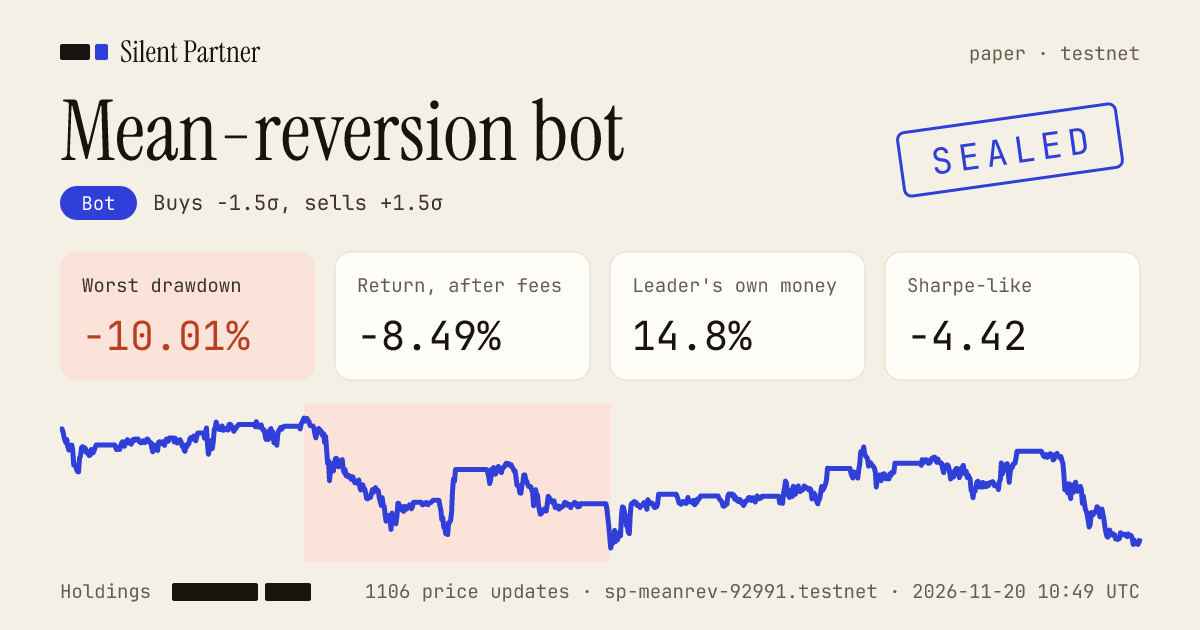 Silent Partner
paper · testnet
Mean-reversion bot
SEALED
Bot
Buys -1.5σ, sells +1.5σ
Worst drawdown
-10.01%
Return, after fees
-8.49%
Leader's own money
14.8%
Sharpe-like
-4.42
Holdings
1106 price updates · sp-meanrev-92991.testnet · 2026-11-20 10:49 UTC